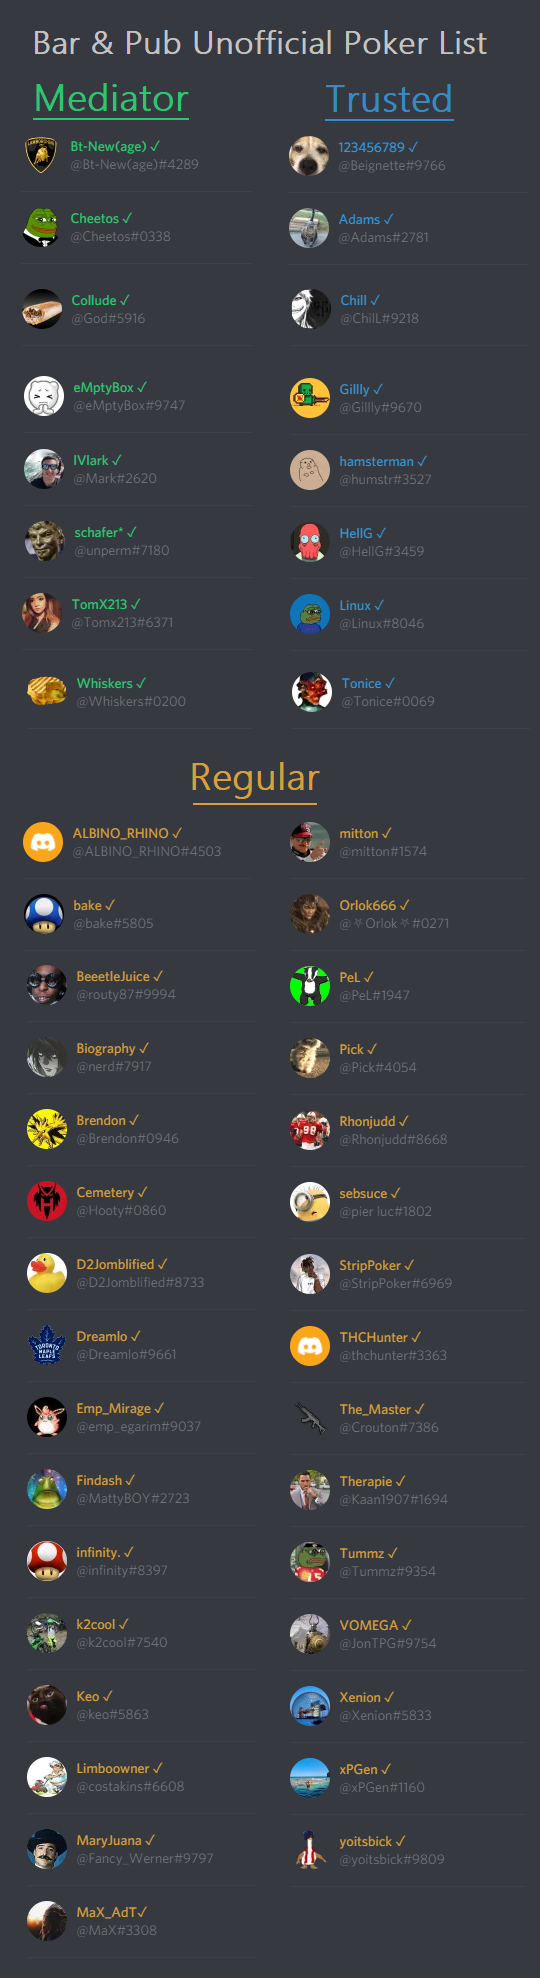 Bar & Pub Unofficial Poker List
Mediator
Bt-New(age) ✓
@Bt-New(age)#4289
Cheetos ✓
@Cheetos#0338
Collude ✓
@God#5916
eMptyBox ✓
@eMptyBox#9747
IVlark ✓
@Mark#2620
schafer* ✓
@unperm#7180
TomX213 ✓
@Tomx213#6371
Whiskers ✓
@Whiskers#0200
Trusted
123456789 ✓
@Beignette#9766
Adams ✓
@Adams#2781
Chill ✓
@ChilL#9218
Gillly ✓
@Gillly#9670
hamsterman ✓
@humstr#3527
HellG ✓
@HellG#3459
Linux ✓
@Linux#8046
Tonice ✓
@Tonice#0069
Regular
ALBINO_RHINO ✓
@ALBINO_RHINO#4503
bake ✓
@bake#5805
BeeetleJuice ✓
@routy87#9994
Biography ✓
@nerd#7917
Brendon ✓
@Brendon#0946
Cemetery ✓
@Hooty#0860
D2Jomblified ✓
@D2Jomblified#8733
Dreamlo ✓
@Dreamlo#9661
TORONTO
MAPLE
LEAFS
Emp_Mirage ✓
@emp_egarim#9037
Findash ✓
@MattyBOY#2723
infinity. ✓
@infinity#8397
k2cool ✓
@k2cool#7540
Keo ✓
@keo#5863
Limboowner ✓
@costakins#6608
MaryJuana ✓
@Fancy_Werner#9797
MaX_AdT✓
@MaX#3308
mitton ✓
@mitton#1574
Orlok666 ✓
@⛧Orlok⛧#0271
PeL ✓
@PeL#1947
Pick ✓
@Pick#4054
Rhonjudd ✓
@Rhonjudd#8668
98
sebsuce ✓
@pier luc#1802
StripPoker ✓
@StripPoker#6969
THCHunter ✓
@thchunter#3363
The_Master ✓
@Crouton#7386
Therapie ✓
@Kaan1907#1694
Tummz ✓
@Tummz#9354
VOMEGA ✓
@JonTPG#9754
Xenion ✓
@Xenion#5833
xPGen ✓
@xPGen#1160
yoitsbick ✓
@yoitsbick#9809